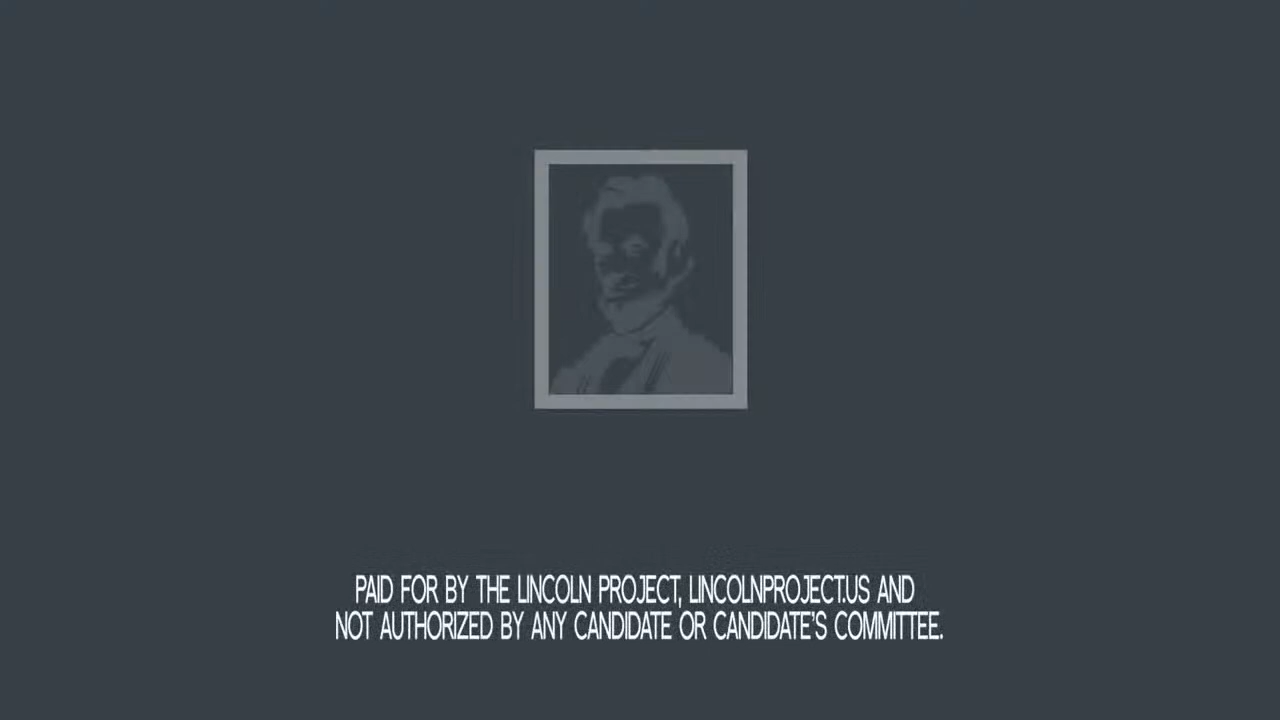 PAID FOR BY THE LINCOLN PROJECT, LINCOLNPROJECT.US AND
NOT AUTHORIZED BY ANY CANDIDATE OR CANDIDATE'S COMMITTEE.